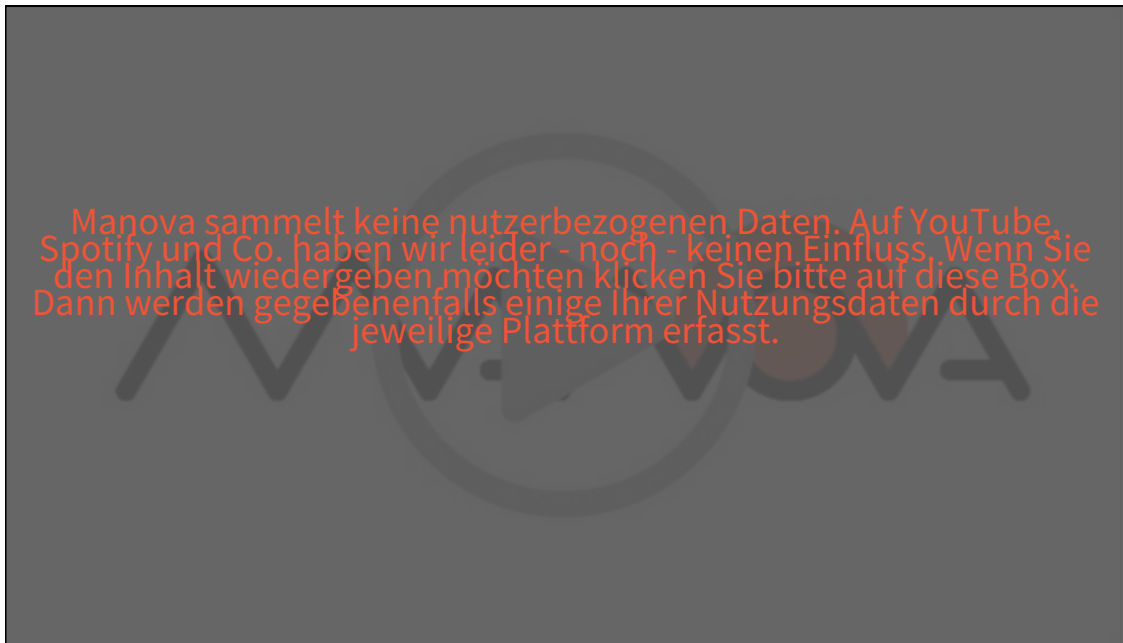 Manova sammelt keine nutzerbezogenen Daten. Auf YouTube,
Spotify und Co. haben wir leider - noch - keinen Einfluss. Wenn Sie
den Inhalt wiedergeben möchten klicken Sie bitte auf diese Box.
Dann werden gegebenenfalls einige Ihrer Nutzungsdaten durch die
jeweilige Plattform erfasst.
MANOVA